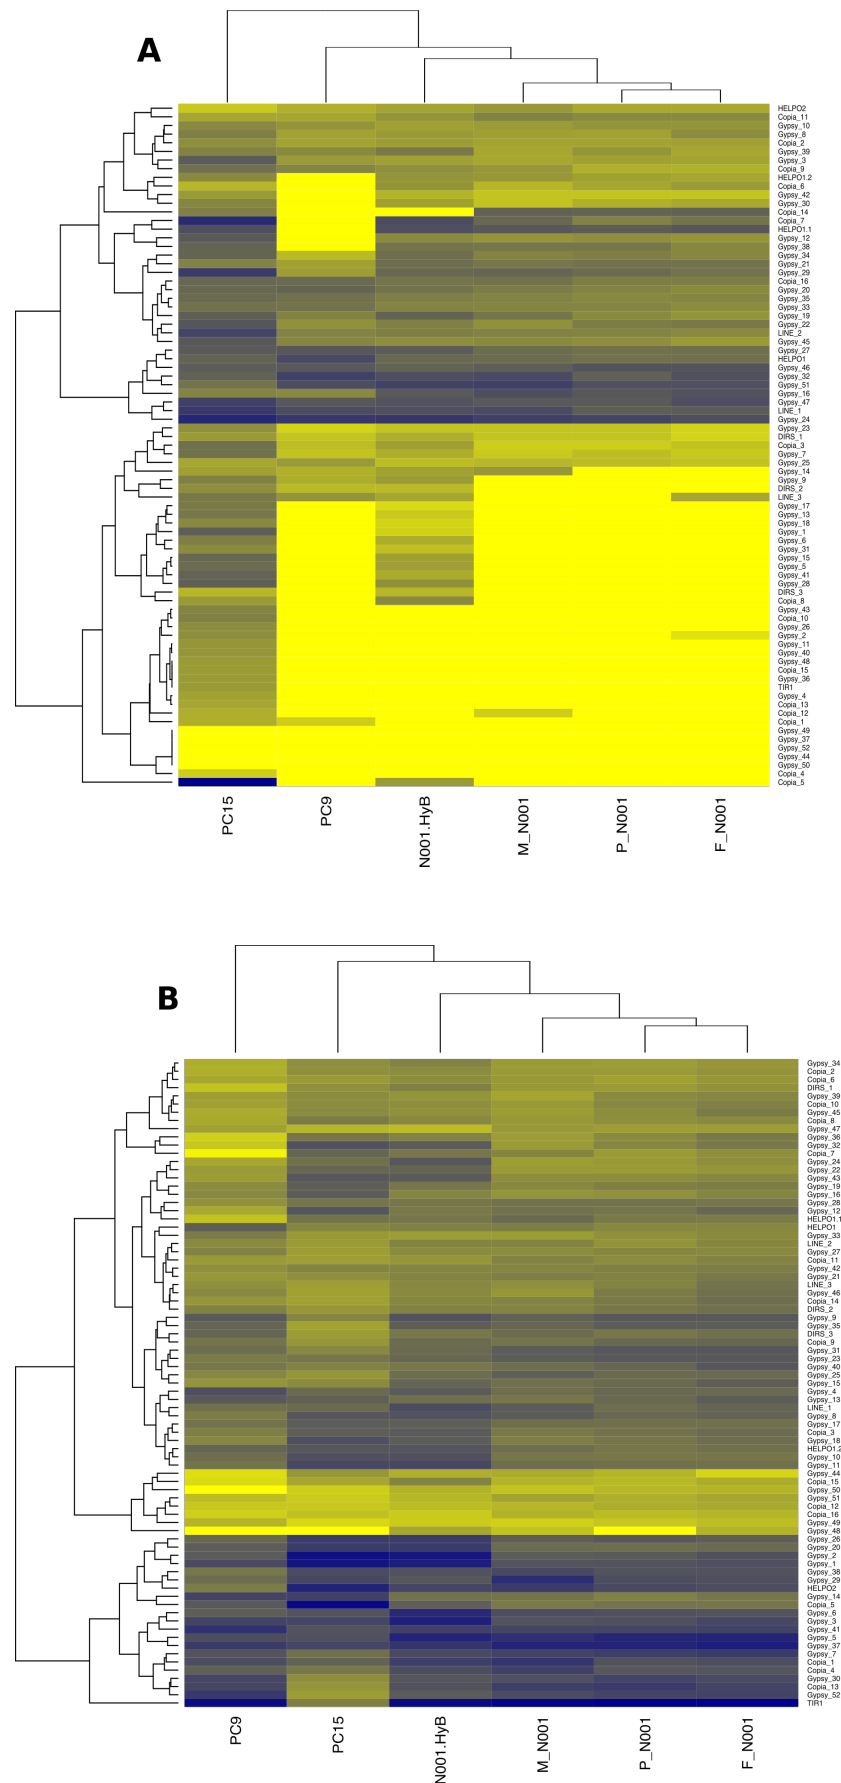 A
HELPO2
Copia_11
Gypsy_10
Gypsy_8
Copia_2
Gypsy_39
Gypsy_3
Copia_9
HELPO1.2
Copia_6
Gypsy_42
Gypsy_30
Copia_14
Copia_7
HELPO1.1
Gypsy_12
Gypsy_38
Gypsy_34
Gypsy_21
Gypsy_29
Copia_16
Gypsy_20
Gypsy_35
Gypsy_33
Gypsy_19
Gypsy_22
LINE_2
Gypsy_45
Gypsy_27
HELPO1
Gypsy_46
Gypsy_32
Gypsy_51
Gypsy_16
Gypsy_47
LINE_1
Gypsy_24
Gypsy_23
DIRS_1
Copia_3
Gypsy_7
Gypsy_25
Gypsy_14
Gypsy_9
DIRS_2
LINE_3
Gypsy_17
Gypsy_13
Gypsy_18
Gypsy_1
Gypsy_6
Gypsy_31
Gypsy_15
Gypsy_5
Gypsy_41
Gypsy_28
DIRS_3
Copia_8
Gypsy_43
Copia_10
Gypsy_26
Gypsy_2
Gypsy_11
Gypsy_40
Gypsy_48
Copia_15
Gypsy_36
TIR1
Gypsy_4
Copia_13
Copia_12
Copia_1
Gypsy_49
Gypsy_37
Gypsy_52
Gypsy_44
Gypsy_50
Copia_4
Copia_5
PC15 PC9 N001.HyB M_N001 P_N001 F_N001
B
Gypsy_34
Copia_2
Copia_6
DIRS_1
Gypsy_39
Copia_10
Gypsy_45
Copia_8
Gypsy_47
Gypsy_36
Gypsy_32
Copia_7
Gypsy_24
Gypsy_22
Gypsy_43
Gypsy_19
Gypsy_16
Gypsy_28
Gypsy_12
HELPO1.1
HELPO1
Gypsy_33
LINE_2
Gypsy_27
Copia_11
Gypsy_42
Gypsy_21
LINE_3
Gypsy_46
Copia_14
DIRS_2
Gypsy_9
Gypsy_35
DIRS_3
Copia_9
Gypsy_31
Gypsy_23
Gypsy_40
Gypsy_25
Gypsy_15
Gypsy_4
Gypsy_13
LINE_1
Gypsy_8
Gypsy_17
Copia_3
Gypsy_18
HELPO1.2
Gypsy_10
Gypsy_11
Gypsy_44
Copia_15
Gypsy_50
Gypsy_51
Copia_12
Copia_16
Gypsy_49
Gypsy_48
Gypsy_26
Gypsy_20
Gypsy_2
Gypsy_1
Gypsy_38
Gypsy_29
HELPO2
Gypsy_14
Copia_5
Gypsy_6
Gypsy_3
Gypsy_41
Gypsy_5
Gypsy_37
Gypsy_7
Copia_1
Copia_4
Gypsy_30
Copia_13
Gypsy_52
TIR1
PC9 PC15 N001.HyB M_N001 P_N001 F_N001